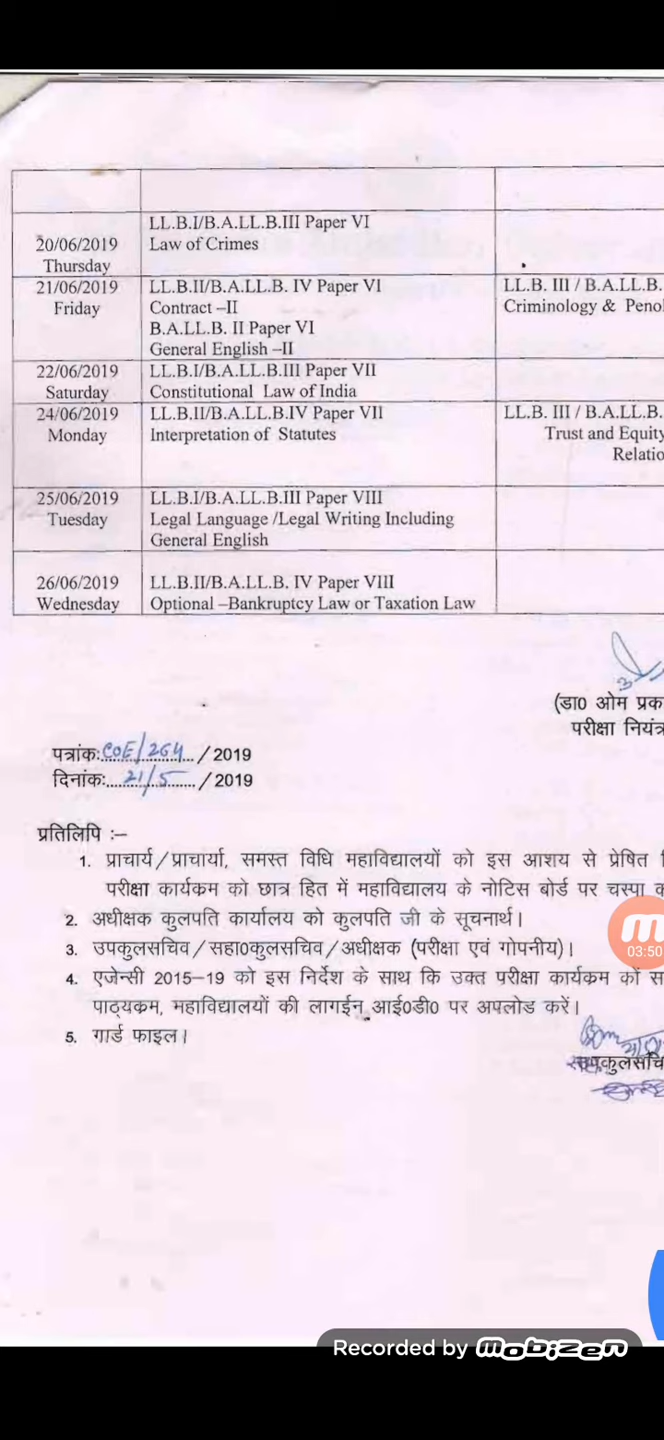 20/06/2019
Thursday
LL.B.I/B.A.LL.B.III Paper VI
Law of Crimes
21/06/2019
Friday
LL.B.II/B.A.LL.B. IV Paper VI
Contract –II
B.A.LL.B. II Paper VI
General English –II
LL.B. III / B.A.LL.B.
Criminology & Penol
22/06/2019
Saturday
LL.B.I/B.A.LL.B.III Paper VII
Constitutional Law of India
24/06/2019
Monday
LL.B.II/B.A.LL.B.IV Paper VII
Interpretation of Statutes
LL.B. III / B.A.LL.B.
Trust and Equity
Relatio
25/06/2019
Tuesday
LL.B.I/B.A.LL.B.III Paper VIII
Legal Language /Legal Writing Including
General English
26/06/2019
Wednesday
LL.B.II/B.A.LL.B. IV Paper VIII
Optional –Bankruptcy Law or Taxation Law
(डा0 ओम प्रक
परीक्षा नियंत्र
पत्रांक:COE/264/2019
दिनांक:21/5/2019
प्रतिलिपि :–
1. प्राचार्य/प्राचार्या, समस्त विधि महाविद्यालयों को इस आशय से प्रेषित
परीक्षा कार्यकम को छात्र हित में महाविद्यालय के नोटिस बोर्ड पर चस्पा
2. अधीक्षक कुलपति कार्यालय को कुलपति जी के सूचनार्थ।
3. उपकुलसचिव/सहा0कुलसचिव/अधीक्षक (परीक्षा एवं गोपनीय)।
4. एजेन्सी 2015–19 को इस निर्देश के साथ कि उक्त परीक्षा कार्यकम कों स
पाठ्यकम, महाविद्यालयों की लागईन आई0डी0 पर अपलोड करें।
5. गार्ड फाइल।
उपकुलसचि
03:50
Recorded by Mobizen